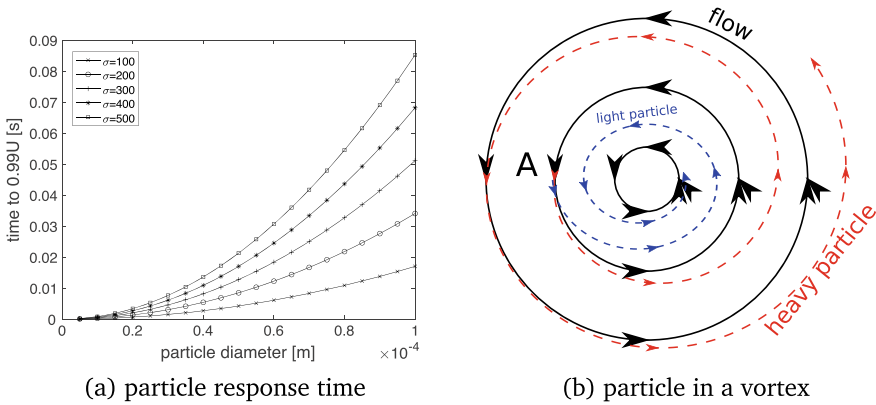 0.09
0.08
0.07
0.06
0.05
0.04
0.03
0.02
0.01
0
time to 0.99U [s]
σ=100
σ=200
σ=300
σ=400
σ=500
0 0.2 0.4 0.6 0.8 1
particle diameter [m]
×10⁻⁴
(a) particle response time
flow
light particle
A
heavy particle
(b) particle in a vortex